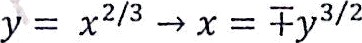 y = x^{2/3} → x = ∓y^{3/2}